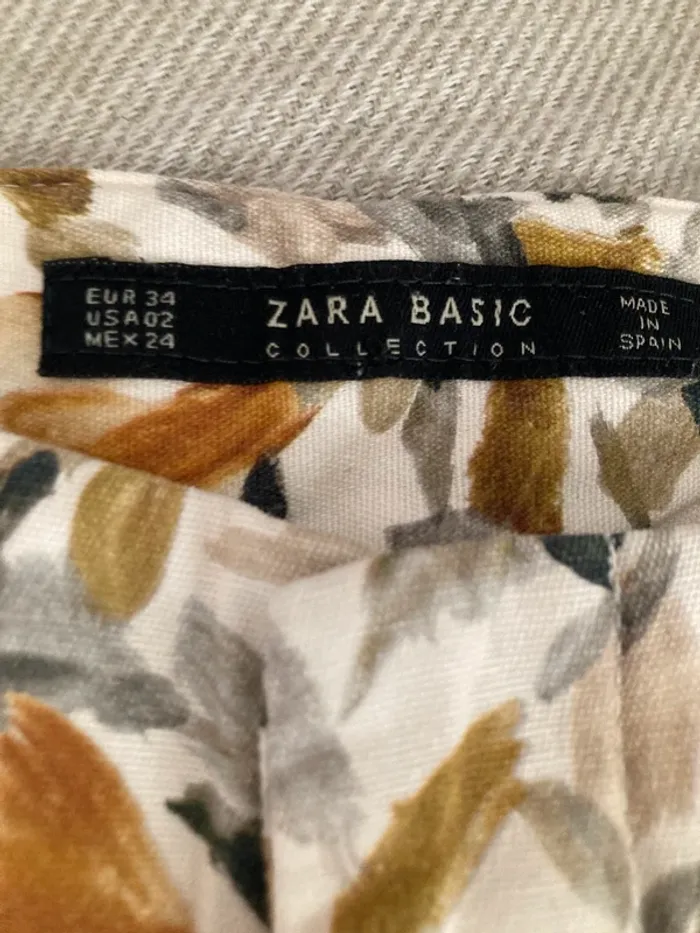 EUR 34
USA 02
MEX 24
ZARA BASIC
COLLECTION
MADE
IN
SPAIN